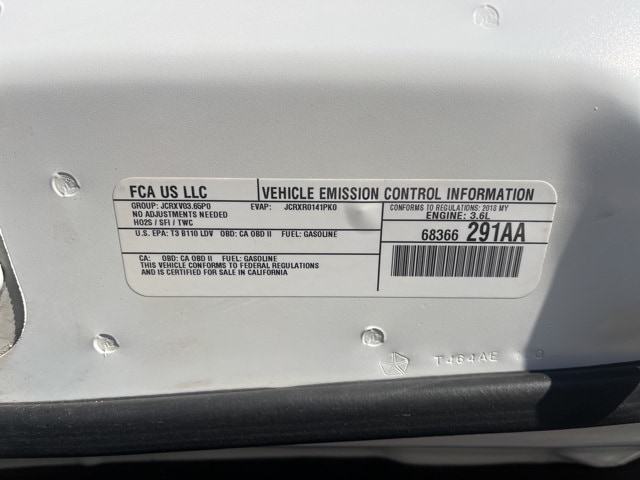 FCA US LLC
VEHICLE EMISSION CONTROL INFORMATION
GROUP: JCRXV03.65P0 EVAP: JCRXR0141PK0
NO ADJUSTMENTS NEEDED
HO2S / SFI / TWC
CONFORMS TO REGULATIONS: 2018 MY
ENGINE: 3.6L
U.S. EPA: T3 B110 LDV OBD: CA OBD II FUEL: GASOLINE
68366 291AA
CA: OBD: CA OBD II FUEL: GASOLINE
THIS VEHICLE CONFORMS TO FEDERAL REGULATIONS
AND IS CERTIFIED FOR SALE IN CALIFORNIA
T464AE